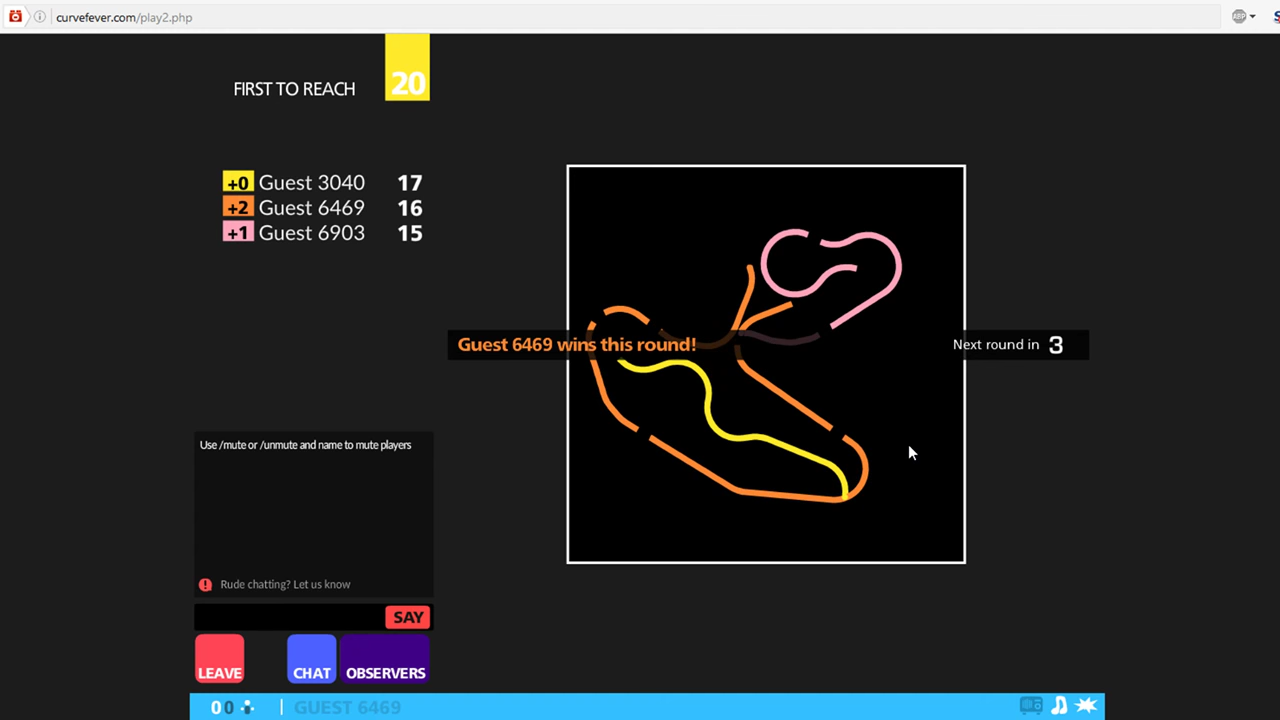 curvefever.com/play2.php
ABP
FIRST TO REACH
20
+0 Guest 3040 17
+2 Guest 6469 16
+1 Guest 6903 15
Guest 6469 wins this round!
Next round in 3
Use /mute or /unmute and name to mute players
Rude chatting? Let us know
SAY
LEAVE
CHAT
OBSERVERS
00
GUEST 6469